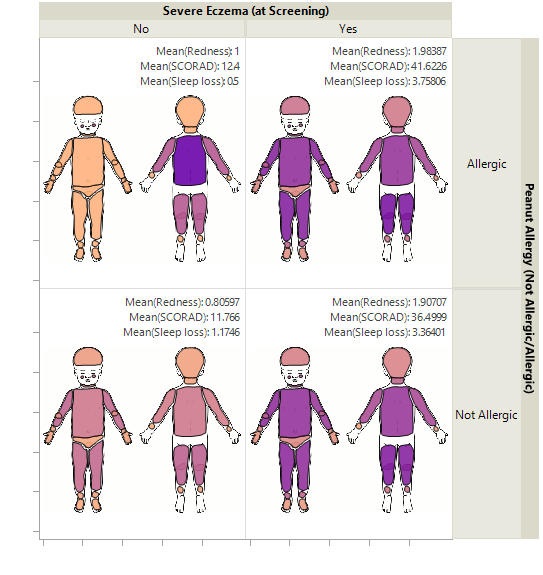 Severe Eczema (at Screening)
No
Yes
Mean(Redness): 1
Mean(SCORAD): 12.4
Mean(Sleep loss): 0.5
Mean(Redness): 1.98387
Mean(SCORAD): 41.6226
Mean(Sleep loss): 3.75806
Allergic
Mean(Redness): 0.80597
Mean(SCORAD): 11.766
Mean(Sleep loss): 1.1746
Mean(Redness): 1.90707
Mean(SCORAD): 36.4999
Mean(Sleep loss): 3.36401
Not Allergic
Peanut Allergy (Not Allergic/Allergic)